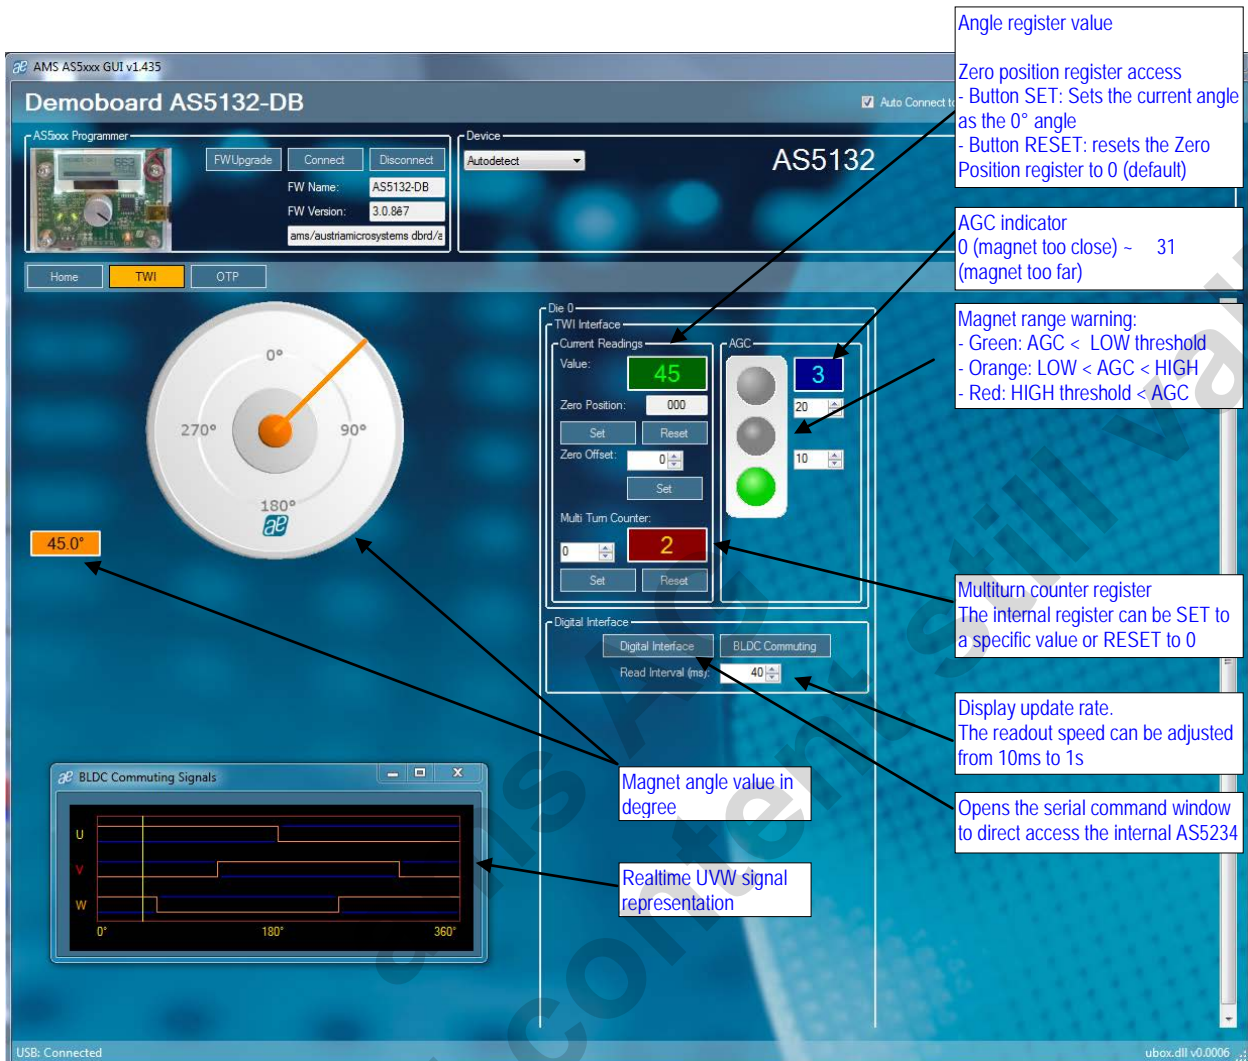 Angle register value
Zero position register access
- Button SET: Sets the current angle
as the 0° angle
- Button RESET: resets the Zero
Position register to 0 (default)
AMS AS5xxx GUI v1.435
Demoboard AS5132-DB
Auto Connect to
AS5xxx Programmer
FWUpgrade
Connect
Disconnect
FW Name:
AS5132-DB
FW Version:
ams/austriamicrosystems dbrd/a
Device
Autodetect
AS5132
AGC indicator
0 (magnet too close) ~ 31
(magnet too far)
Home
TWI
OTP
Magnet range warning:
- Green: AGC < LOW threshold
- Orange: LOW < AGC < HIGH
- Red: HIGH threshold < AGC
0°
90°
180°
270°
45.0°
Die 0
TWI Interface
Current Readings
Value:
45
Zero Position:
000
Set
Reset
Zero Offset:
0
Set
Multi Turn Counter:
0
2
Set
Reset
AGC
3
20
10
Multiturn counter register
The internal register can be SET to
a specific value or RESET to 0
Digital Interface
Digital Interface
BLDC Commuting
Read Interval (ms):
40
Display update rate.
The readout speed can be adjusted
from 10ms to 1s
Magnet angle value in
degree
Opens the serial command window
to direct access the internal AS5234
BLDC Commuting Signals
U
V
W
0°
180°
360°
Realtime UVW signal
representation
ams AG
content still va
USB: Connected
ubox.dll v0.0006